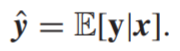 ŷ = 𝔼[y|x].